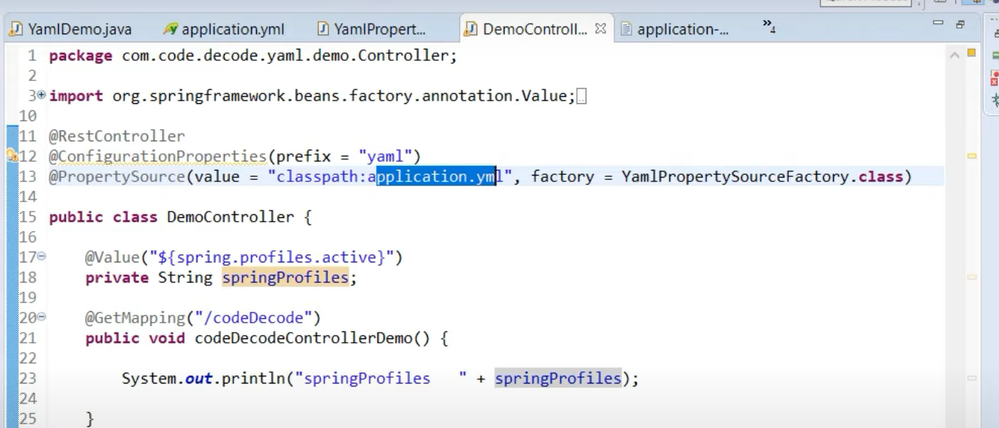 YamlDemo.java application.yml YamlPropert... DemoControll... application-... »4
1 package com.code.decode.yaml.demo.Controller;
2
3 import org.springframework.beans.factory.annotation.Value;
10
11 @RestController
12 @ConfigurationProperties(prefix = "yaml")
13 @PropertySource(value = "classpath:application.yml", factory = YamlPropertySourceFactory.class)
14
15 public class DemoController {
16
17 @Value("${spring.profiles.active}")
18 private String springProfiles;
19
20 @GetMapping("/codeDecode")
21 public void codeDecodeControllerDemo() {
22
23 System.out.println("springProfiles   " + springProfiles);
24
25 }